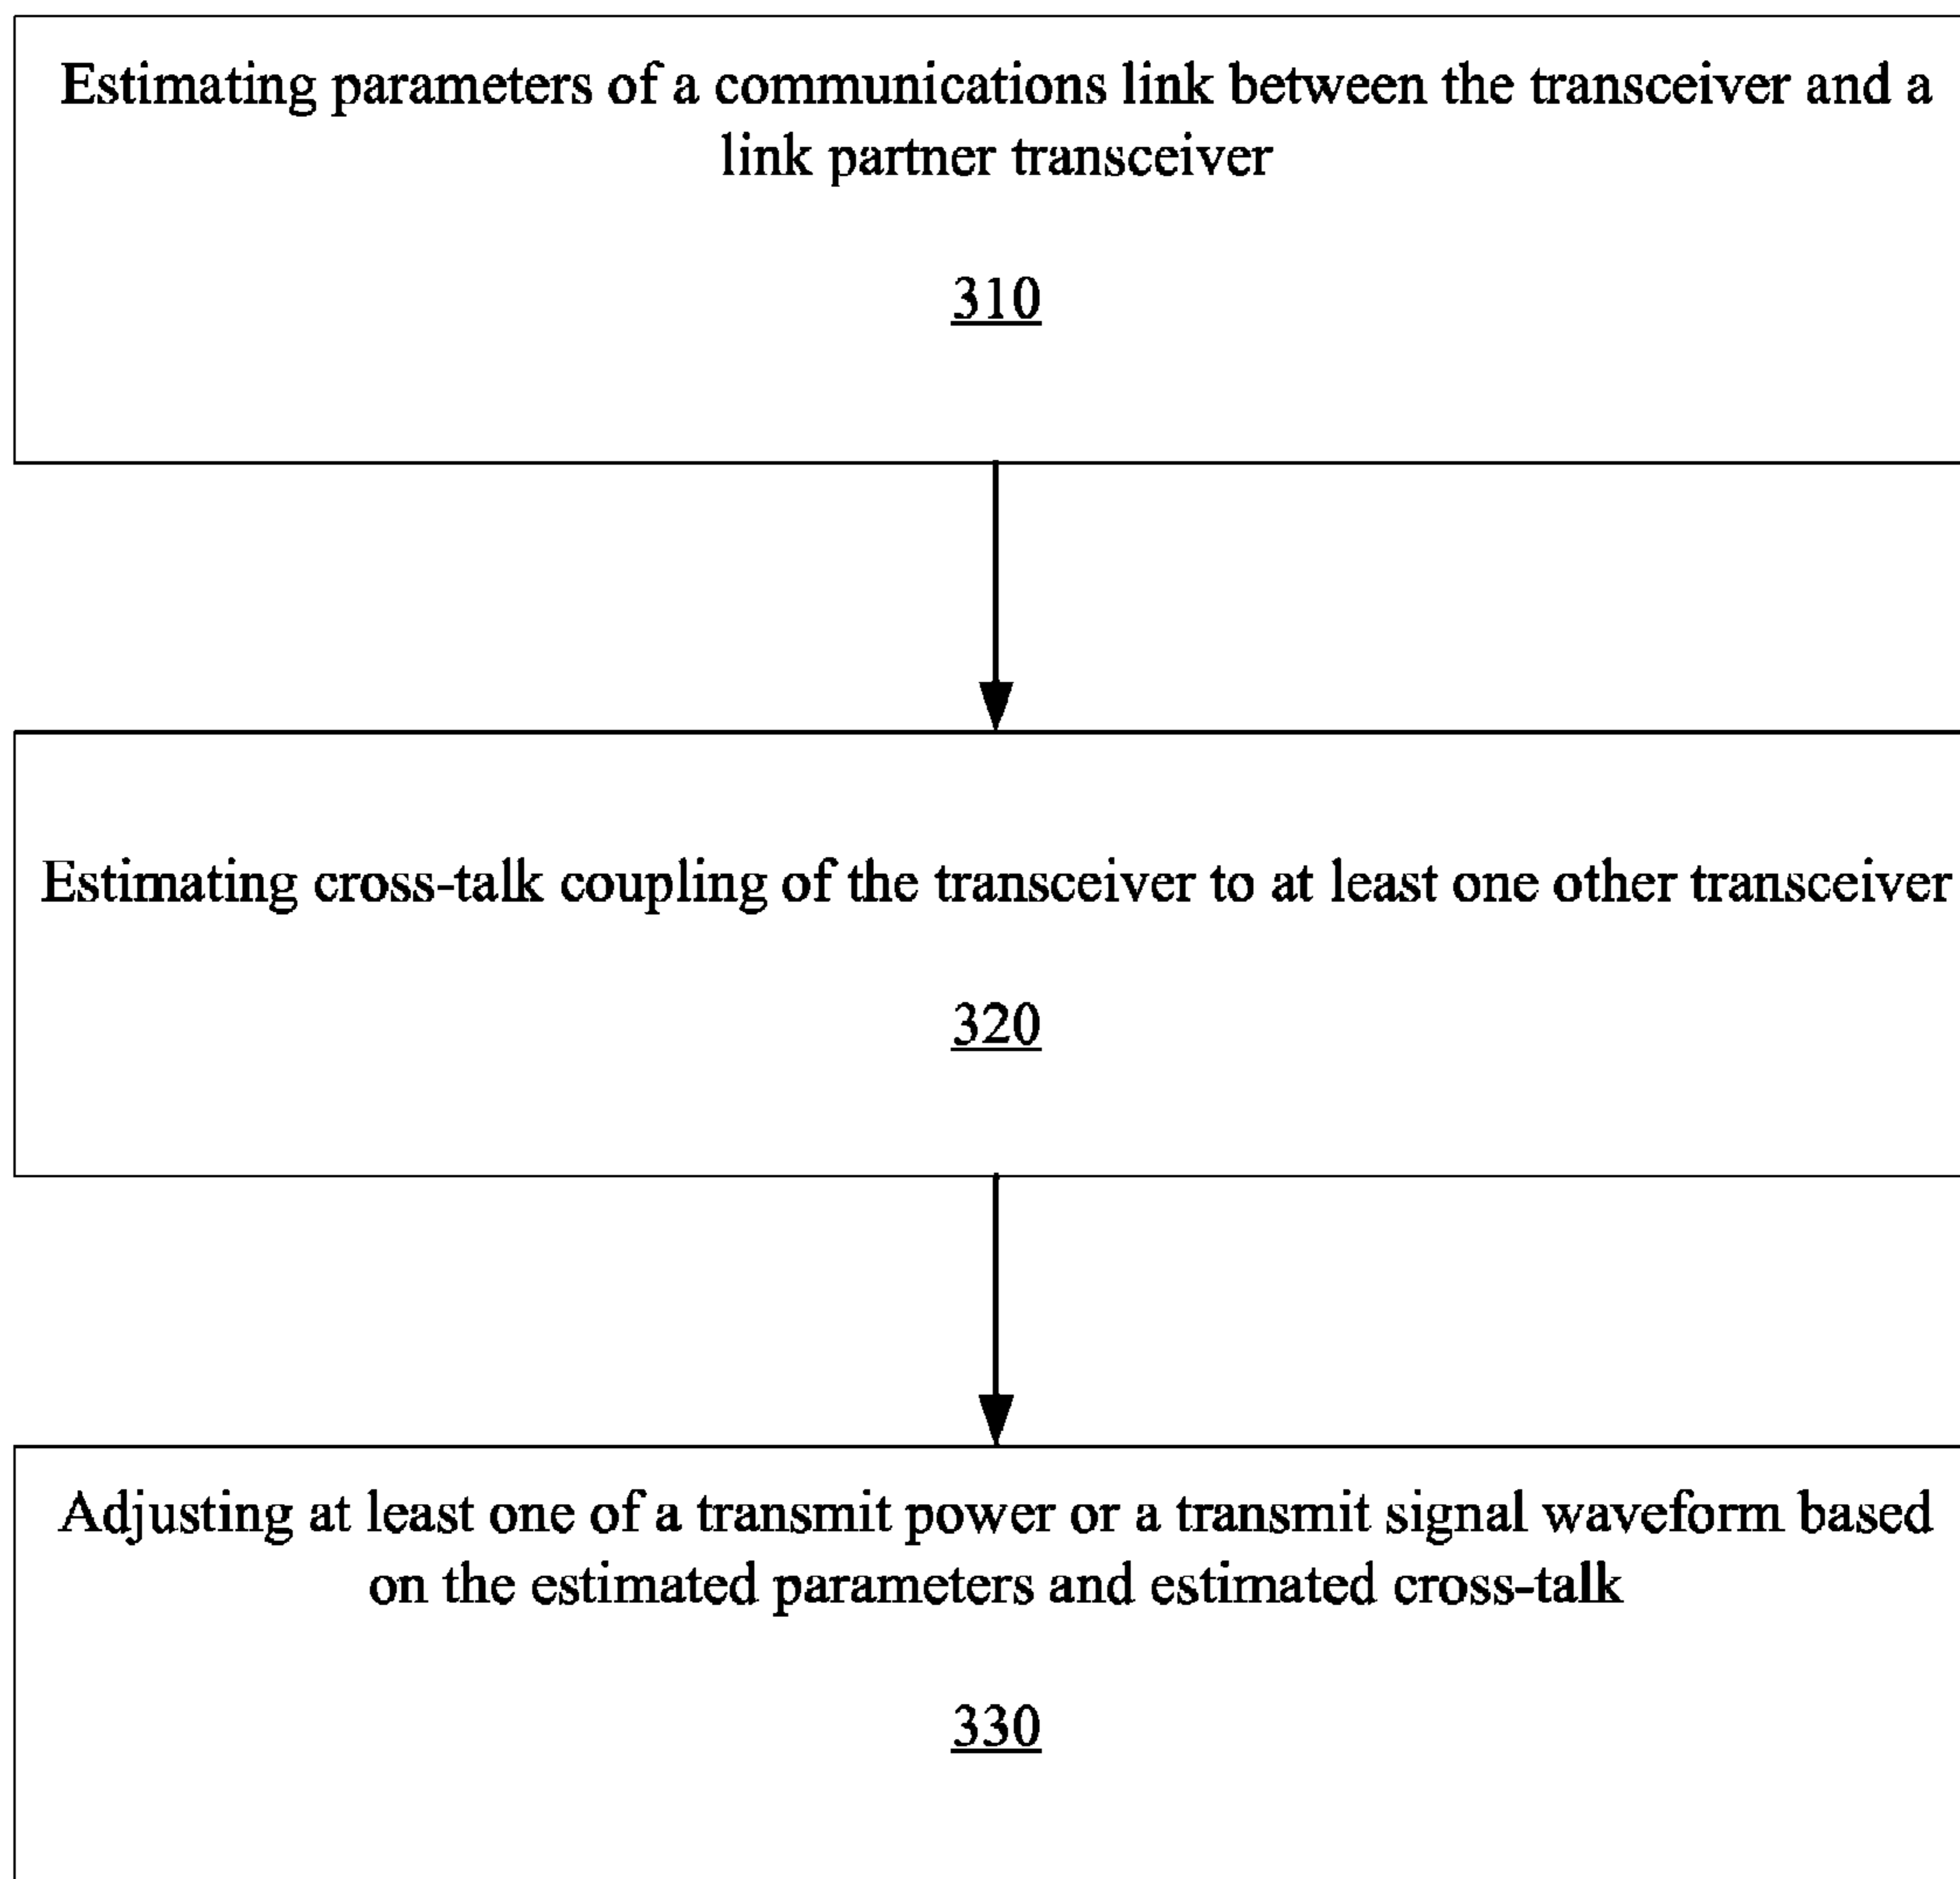 Estimating parameters of a communications link between the transceiver and a
link partner transceiver
310
Estimating cross-talk coupling of the transceiver to at least one other transceiver
320
Adjusting at least one of a transmit power or a transmit signal waveform based
on the estimated parameters and estimated cross-talk
330